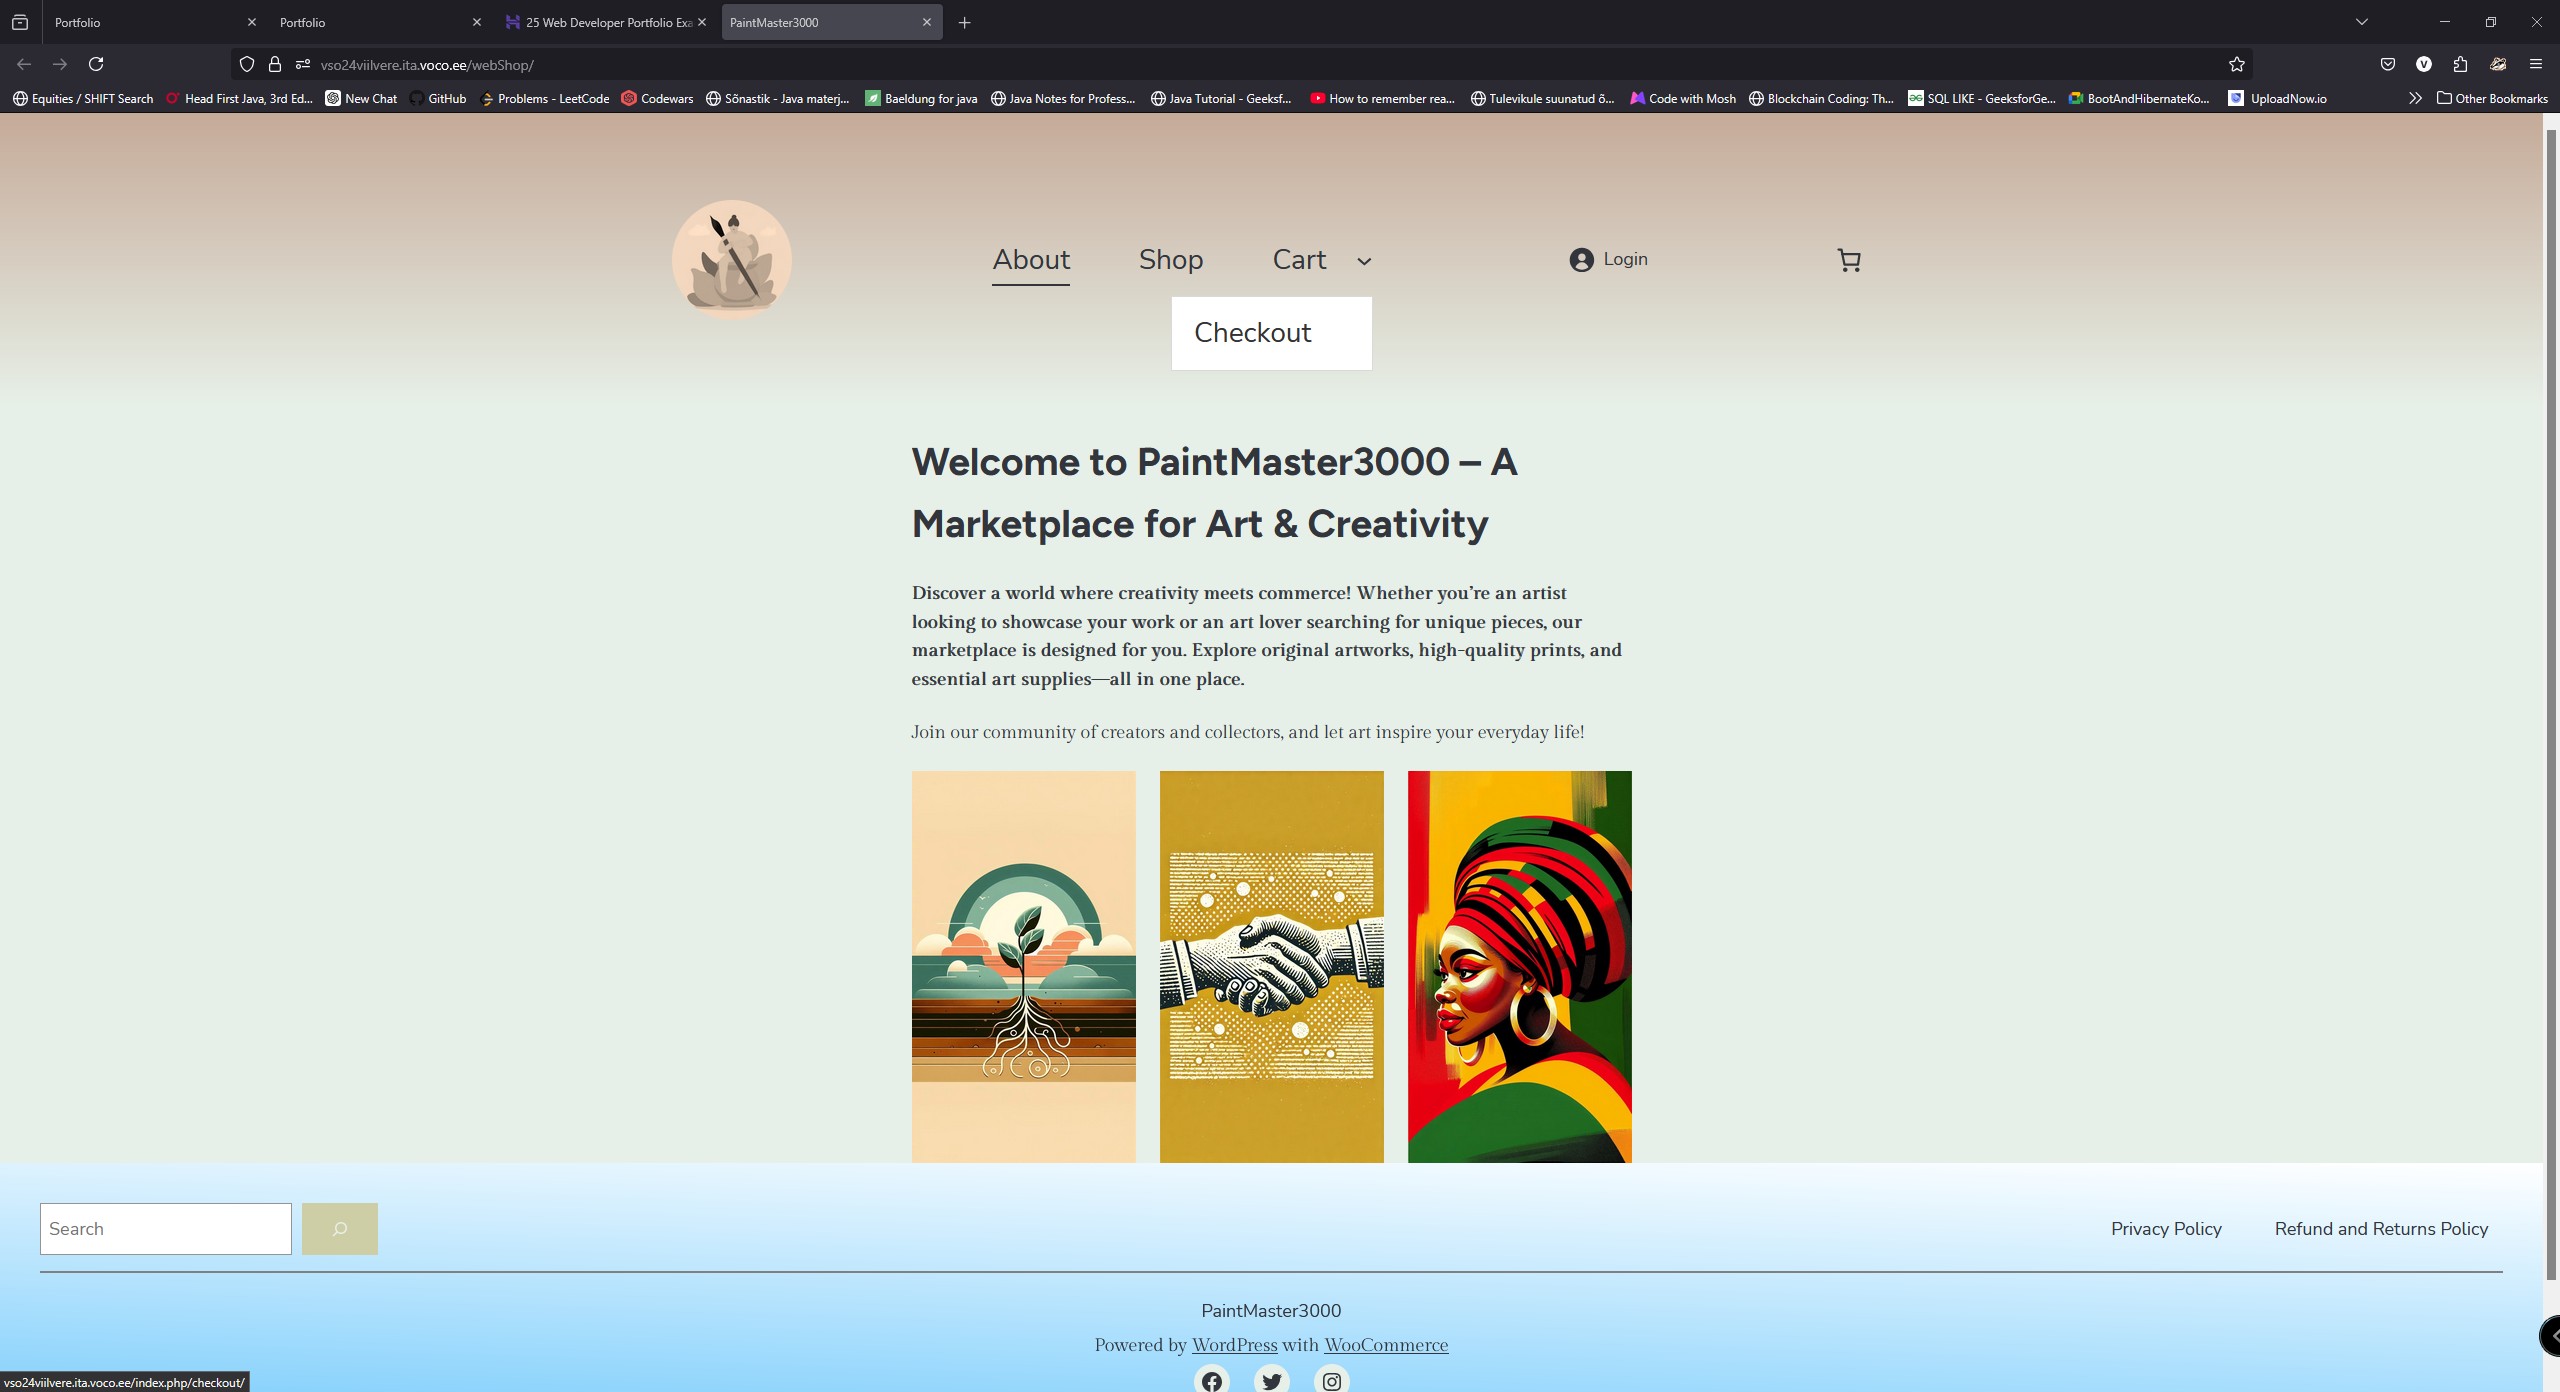 Portfolio
Portfolio
25 Web Developer Portfolio Exa
PaintMaster3000
vso24viilvere.ita.voco.ee/webShop/
Equities / SHIFT Search
Head First Java, 3rd Ed...
New Chat
GitHub
Problems - LeetCode
Codewars
Sõnastik - Java materj...
Baeldung for java
Java Notes for Profess...
Java Tutorial - Geeksf...
How to remember rea...
Tulevikule suunatud õ...
Code with Mosh
Blockchain Coding: Th...
SQL LIKE - GeeksforGe...
BootAndHibernateKo...
UploadNow.io
Other Bookmarks
About
Shop
Cart
Login
Checkout
Welcome to PaintMaster3000 – A
Marketplace for Art & Creativity
Discover a world where creativity meets commerce! Whether you’re an artist
looking to showcase your work or an art lover searching for unique pieces, our
marketplace is designed for you. Explore original artworks, high-quality prints, and
essential art supplies—all in one place.
Join our community of creators and collectors, and let art inspire your everyday life!
Search
Privacy Policy
Refund and Returns Policy
PaintMaster3000
Powered by WordPress with WooCommerce
vso24viilvere.ita.voco.ee/index.php/checkout/